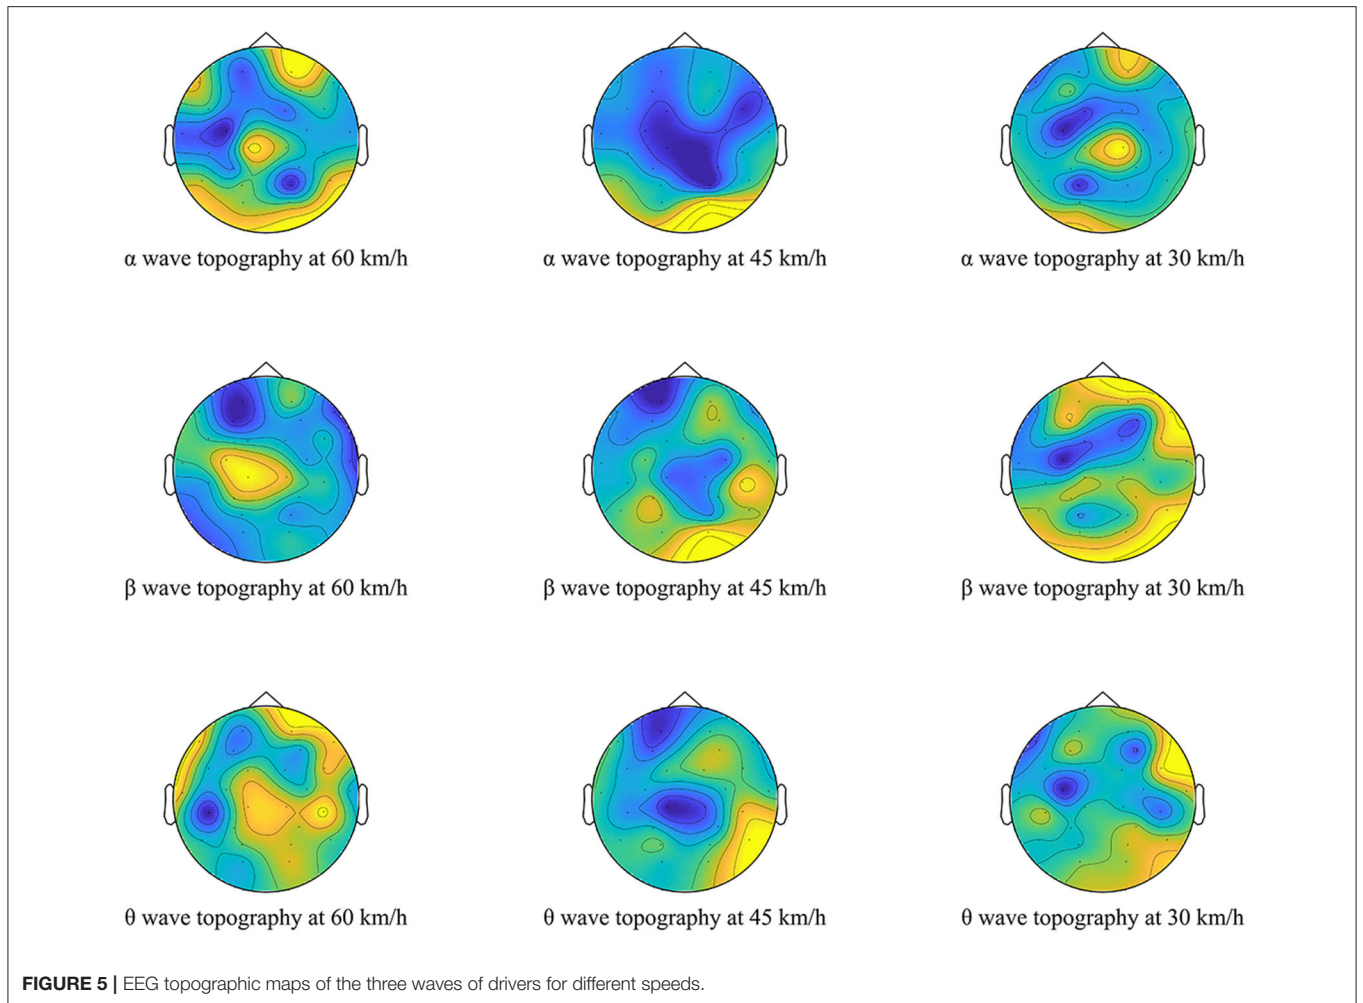 α wave topography at 60 km/h
α wave topography at 45 km/h
α wave topography at 30 km/h
β wave topography at 60 km/h
β wave topography at 45 km/h
β wave topography at 30 km/h
θ wave topography at 60 km/h
θ wave topography at 45 km/h
θ wave topography at 30 km/h
FIGURE 5 | EEG topographic maps of the three waves of drivers for different speeds.